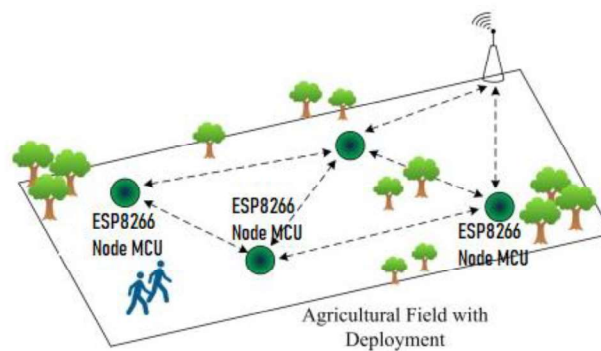 ESP8266
Node MCU
ESP8266
Node MCU
ESP8266
Node MCU
Agricultural Field with
Deployment